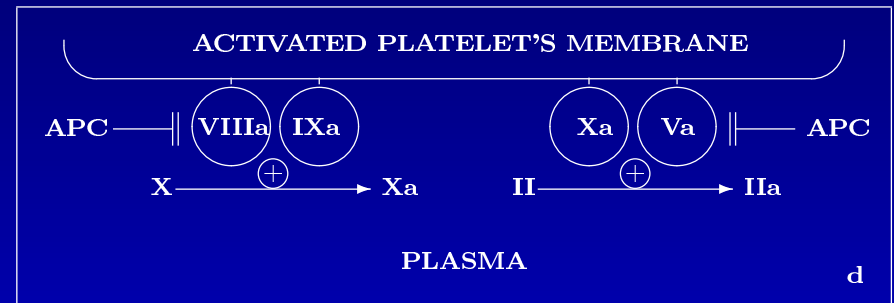 ACTIVATED PLATELET'S MEMBRANE
APC VIIIa IXa Xa Va APC
+ +
X Xa II IIa
PLASMA
d